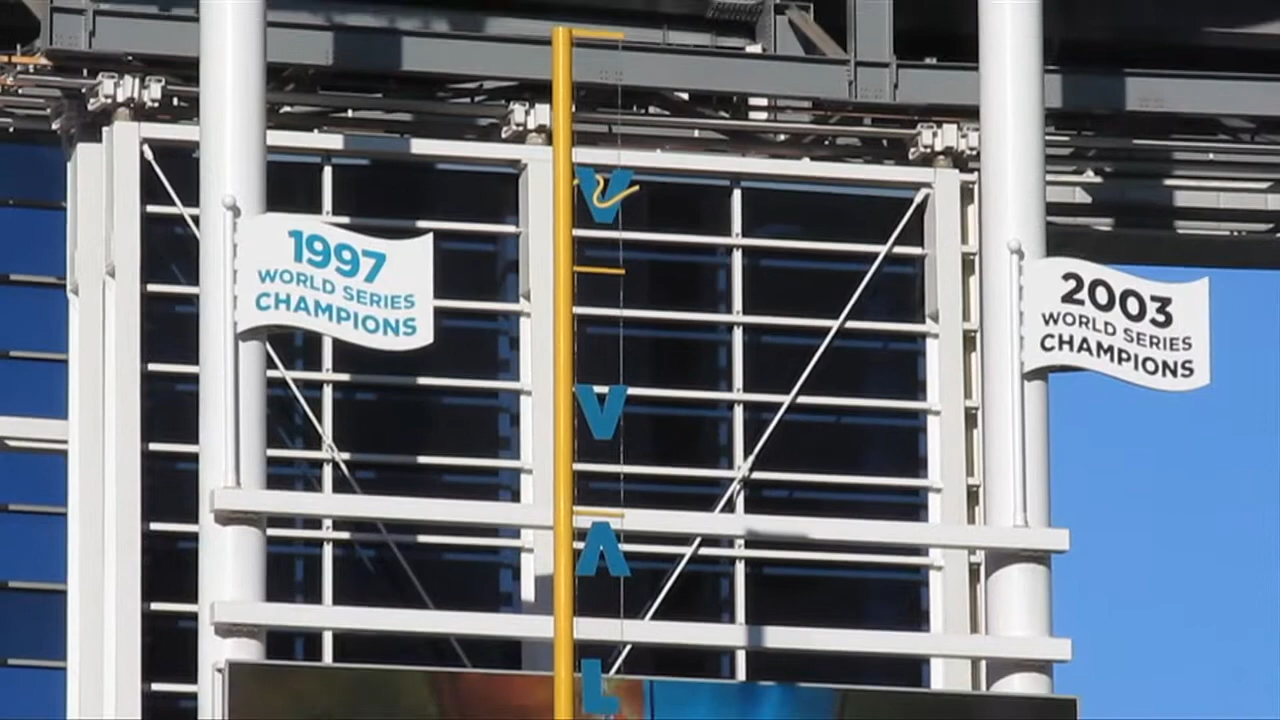 1997
WORLD SERIES
CHAMPIONS
2003
WORLD SERIES
CHAMPIONS
V
V
Λ
L